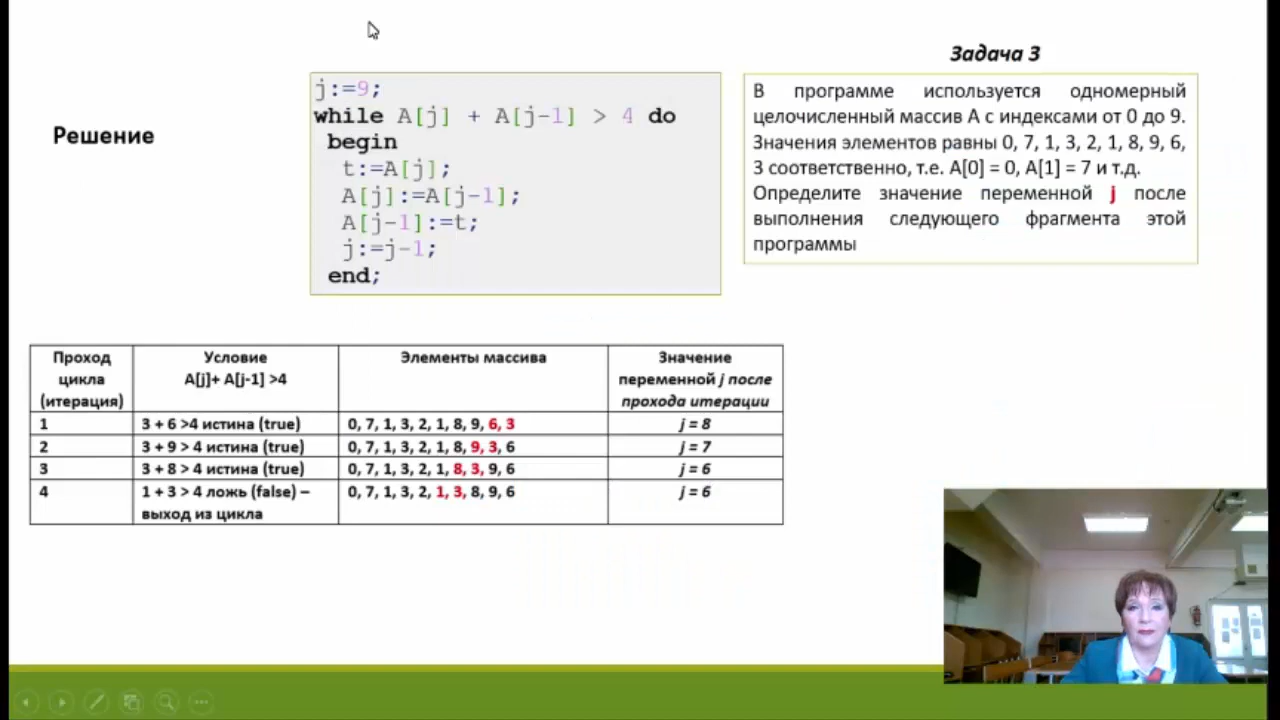 Задача 3
Решение
j:=9;
while A[j] + A[j-1] > 4 do
begin
t:=A[j];
A[j]:=A[j-1];
A[j-1]:=t;
j:=j-1;
end;
В программе используется одномерный
целочисленный массив А с индексами от 0 до 9.
Значения элементов равны 0, 7, 1, 3, 2, 1, 8, 9, 6,
3 соответственно, т.е. A[0] = 0, A[1] = 7 и т.д.
Определите значение переменной j после
выполнения следующего фрагмента этой
программы
Проход
цикла
(итерация)
Условие
A[j]+ A[j-1] >4
Элементы массива
Значение
переменной j после
прохода итерации
1 3 + 6 >4 истина (true) 0, 7, 1, 3, 2, 1, 8, 9, 6, 3 j = 8
2 3 + 9 > 4 истина (true) 0, 7, 1, 3, 2, 1, 8, 9, 3, 6 j = 7
3 3 + 8 > 4 истина (true) 0, 7, 1, 3, 2, 1, 8, 3, 9, 6 j = 6
4 1 + 3 > 4 ложь (false) – 0, 7, 1, 3, 2, 1, 3, 8, 9, 6 j = 6
выход из цикла